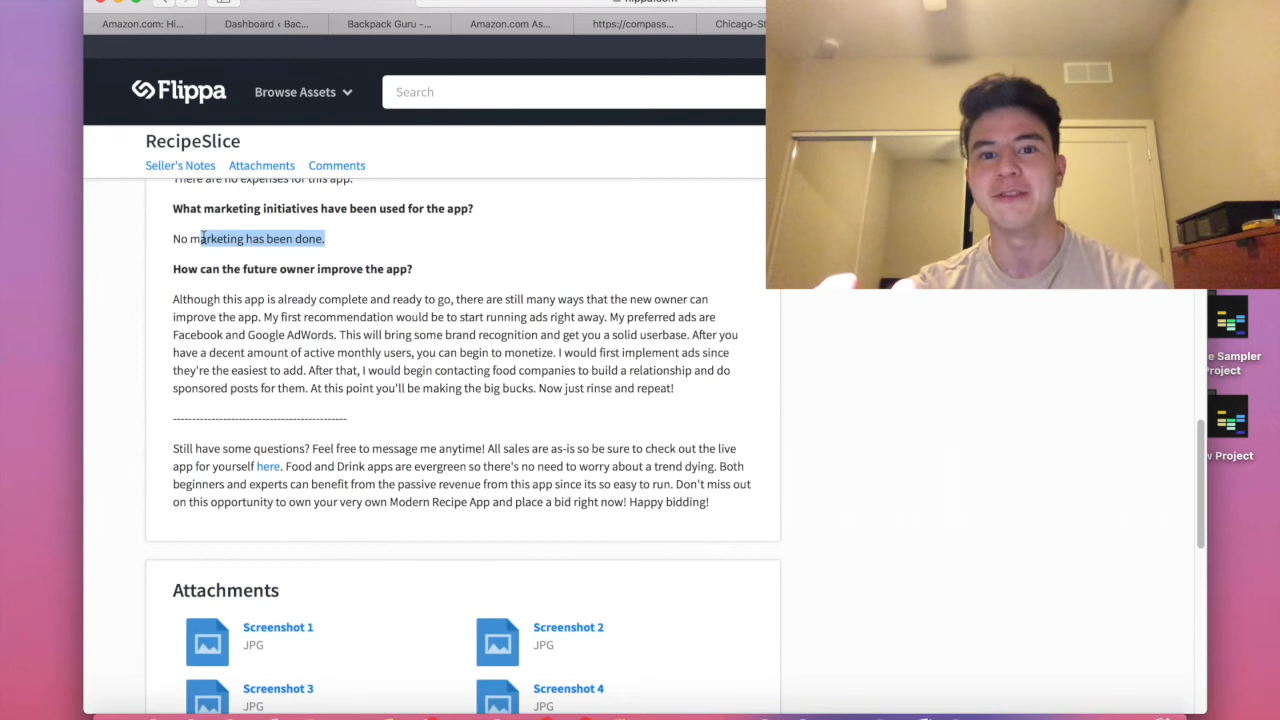 flippa.com
Amazon.com: Hi...
Dashboard ‹ Bac...
Backpack Guru -...
Amazon.com As...
https://compass...
Chicago-St
Flippa
Browse Assets
Search
RecipeSlice
Seller's Notes
Attachments
Comments
There are no expenses for this app.
What marketing initiatives have been used for the app?
No marketing has been done.
How can the future owner improve the app?
Although this app is already complete and ready to go, there are still many ways that the new owner can
improve the app. My first recommendation would be to start running ads right away. My preferred ads are
Facebook and Google AdWords. This will bring some brand recognition and get you a solid userbase. After you
have a decent amount of active monthly users, you can begin to monetize. I would first implement ads since
they're the easiest to add. After that, I would begin contacting food companies to build a relationship and do
sponsored posts for them. At this point you'll be making the big bucks. Now just rinse and repeat!
--------------------------------------------
Still have some questions? Feel free to message me anytime! All sales are as-is so be sure to check out the live
app for yourself here. Food and Drink apps are evergreen so there's no need to worry about a trend dying. Both
beginners and experts can benefit from the passive revenue from this app since its so easy to run. Don't miss out
on this opportunity to own your very own Modern Recipe App and place a bid right now! Happy bidding!
Attachments
Screenshot 1
JPG
Screenshot 2
JPG
Screenshot 3
JPG
Screenshot 4
JPG
e Sampler
Project
w Project